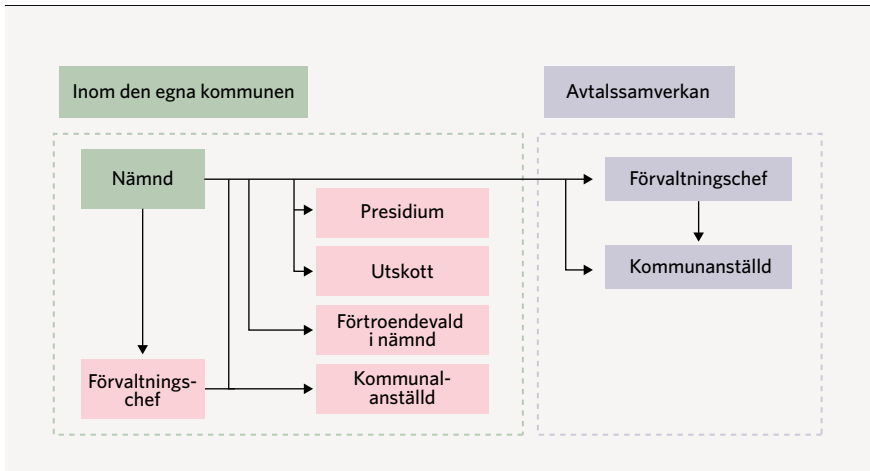 Inom den egna kommunen
Avtalssamverkan
Nämnd
Förvaltningschef
Presidium
Utskott
Kommunanställd
Förtroendevald
i nämnd
Förvaltnings-
chef
Kommunal-
anställd